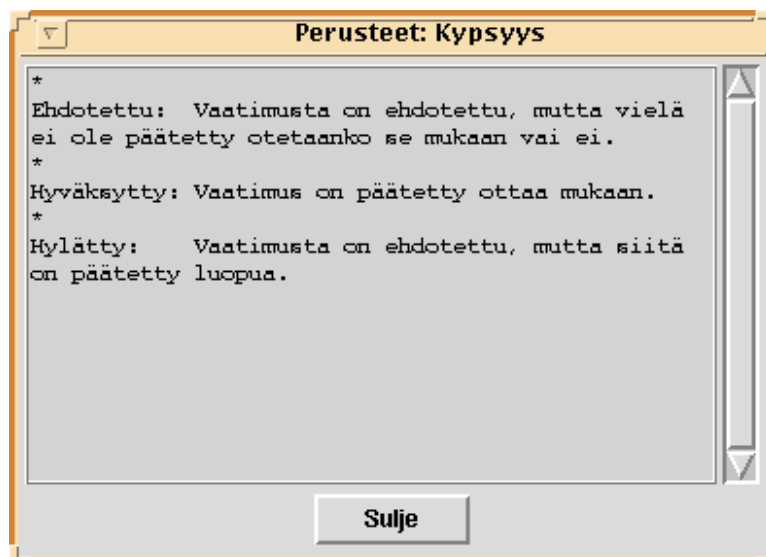 Perusteet: Kypsyys
*
Ehdotettu:  Vaatimusta on ehdotettu, mutta vielä
ei ole päätetty otetaanko se mukaan vai ei.
*
Hyväksytty: Vaatimus on päätetty ottaa mukaan.
*
Hylätty:    Vaatimusta on ehdotettu, mutta siitä
on päätetty luopua.
Sulje